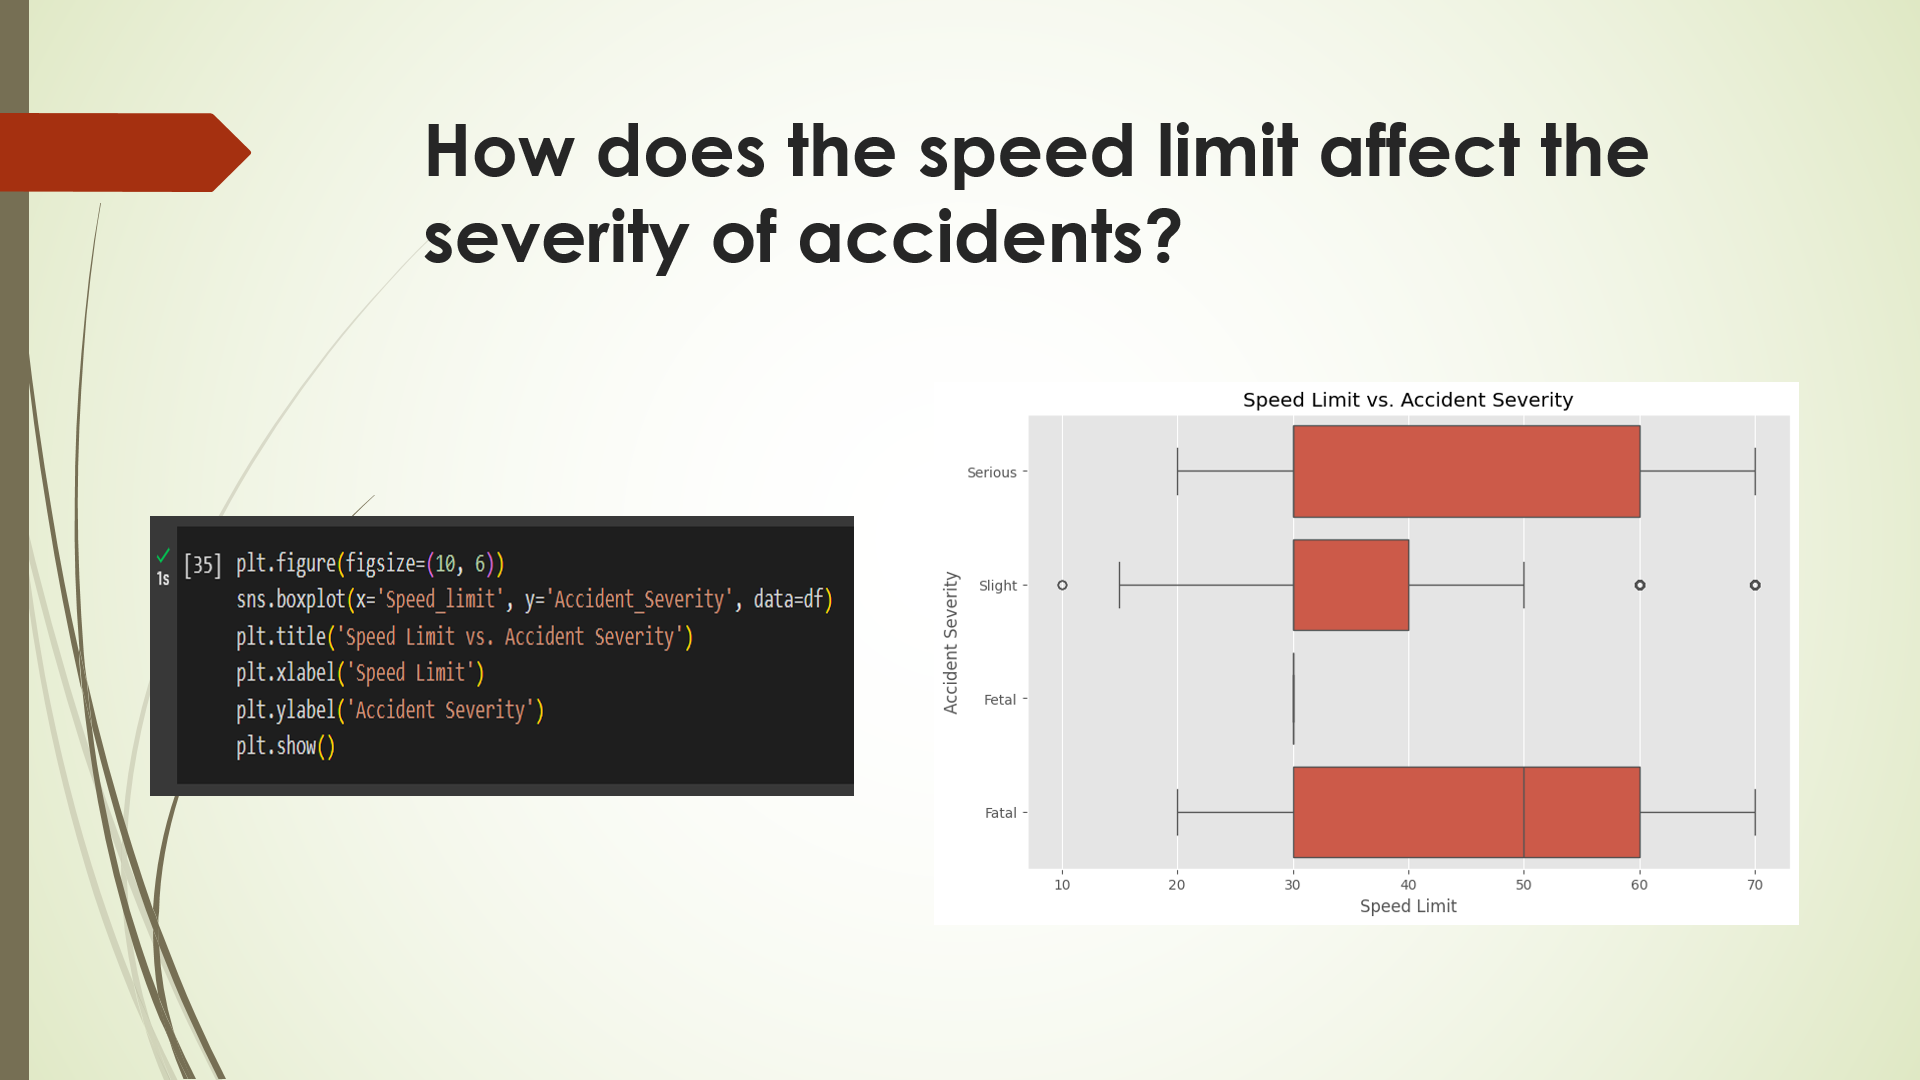 How does the speed limit affect the
severity of accidents?
1s
[35] plt.figure(figsize=(10, 6))
sns.boxplot(x='Speed_limit', y='Accident_Severity', data=df)
plt.title('Speed Limit vs. Accident Severity')
plt.xlabel('Speed Limit')
plt.ylabel('Accident Severity')
plt.show()
Speed Limit vs. Accident Severity
Accident Severity
Serious
Slight
Fetal
Fatal
10 20 30 40 50 60 70
Speed Limit